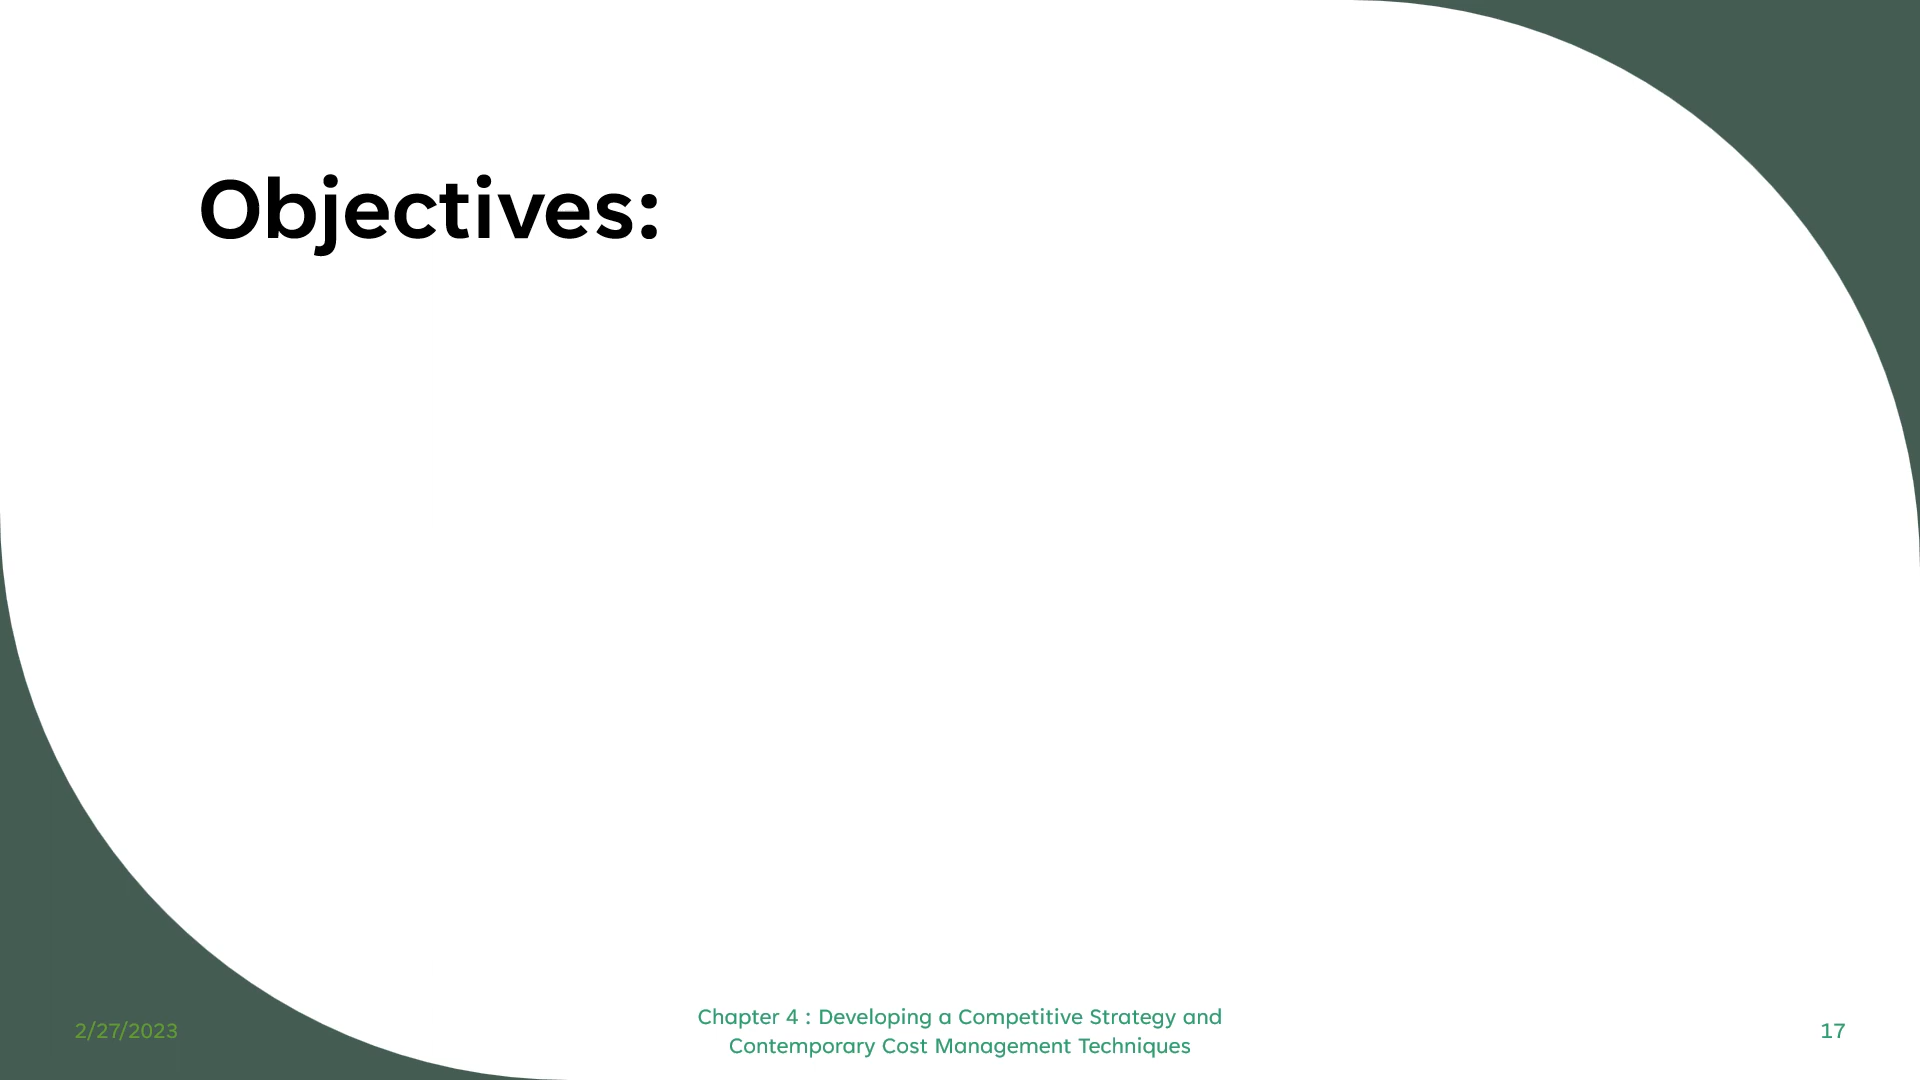 Objectives:
2/27/2023
Chapter 4 : Developing a Competitive Strategy and
Contemporary Cost Management Techniques
17